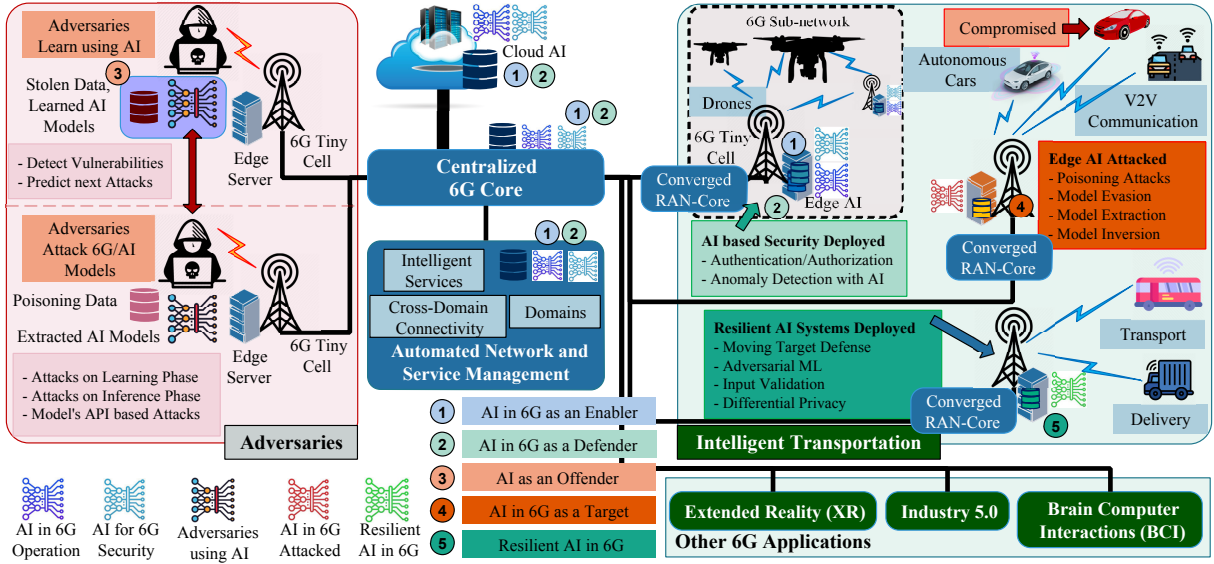 Adversaries
Learn using AI
3
Stolen Data,
Learned AI
Models
- Detect Vulnerabilities
- Predict next Attacks
Edge
Server
6G Tiny
Cell
Adversaries
Attack 6G/AI
Models
Poisoning Data
Extracted AI Models
Edge
Server
6G Tiny
Cell
- Attacks on Learning Phase
- Attacks on Inference Phase
- Model's API based Attacks
Adversaries
Cloud AI
1 2
1 2
Centralized
6G Core
1 2
Intelligent
Services
Cross-Domain
Connectivity
Domains
Automated Network and
Service Management
6G Sub-network
Drones
6G Tiny
Cell
1
Edge AI
Converged
RAN-Core
2
AI based Security Deployed
- Authentication/Authorization
- Anomaly Detection with AI
Compromised
Autonomous
Cars
V2V
Communication
Edge AI Attacked
- Poisoning Attacks
- Model Evasion
- Model Extraction
- Model Inversion
4
Converged
RAN-Core
Resilient AI Systems Deployed
- Moving Target Defense
- Adversarial ML
- Input Validation
- Differential Privacy
Converged
RAN-Core
5
Transport
Delivery
Intelligent Transportation
1 AI in 6G as an Enabler
2 AI in 6G as a Defender
3 AI as an Offender
4 AI in 6G as a Target
5 Resilient AI in 6G
AI in 6G
Operation
AI for 6G
Security
Adversaries
using AI
AI in 6G
Attacked
Resilient
AI in 6G
Extended Reality (XR)
Industry 5.0
Brain Computer
Interactions (BCI)
Other 6G Applications